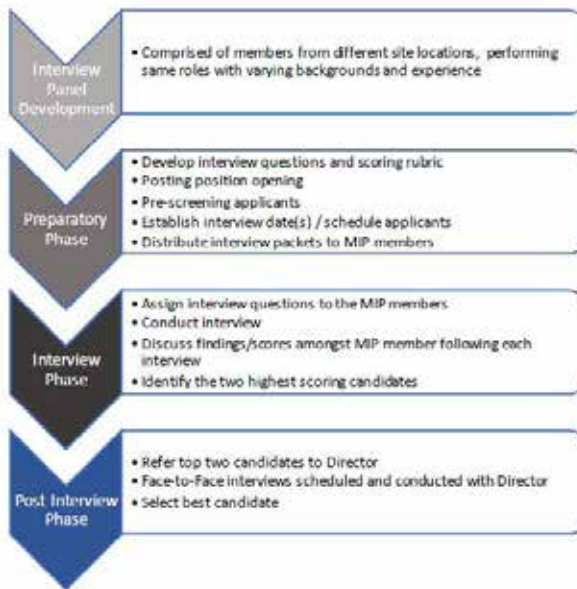 Interview
Panel
Development
• Comprised of members from different site locations, performing
same roles with varying backgrounds and experience
Preparatory
Phase
• Develop interview questions and scoring rubric
• Posting position opening
• Pre-screening applicants
• Establish interview date(s) / schedule applicants
• Distribute interview packets to MIP members
Interview
Phase
• Assign interview questions to the MIP members
• Conduct interview
• Discuss findings/scores amongst MIP member following each
interview
• Identify the two highest scoring candidates
Post Interview
Phase
• Refer top two candidates to Director
• Face-to-Face interviews scheduled and conducted with Director
• Select best candidate